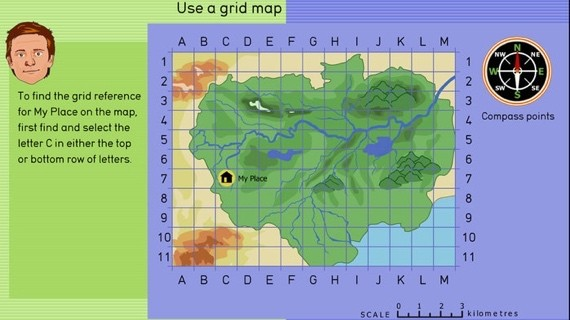 Use a grid map
To find the grid reference
for My Place on the map,
first find and select the
letter C in either the top
or bottom row of letters.
A B C D E F G H I J K L M
1 1
2 2
3 3
4 4
5 5
6 6
7 My Place 7
8 8
9 9
10 10
11 11
A B C D E F G H I J K L M
N
NW NE
W E
SW SE
S
Compass points
0 1 2 3
SCALE kilometres